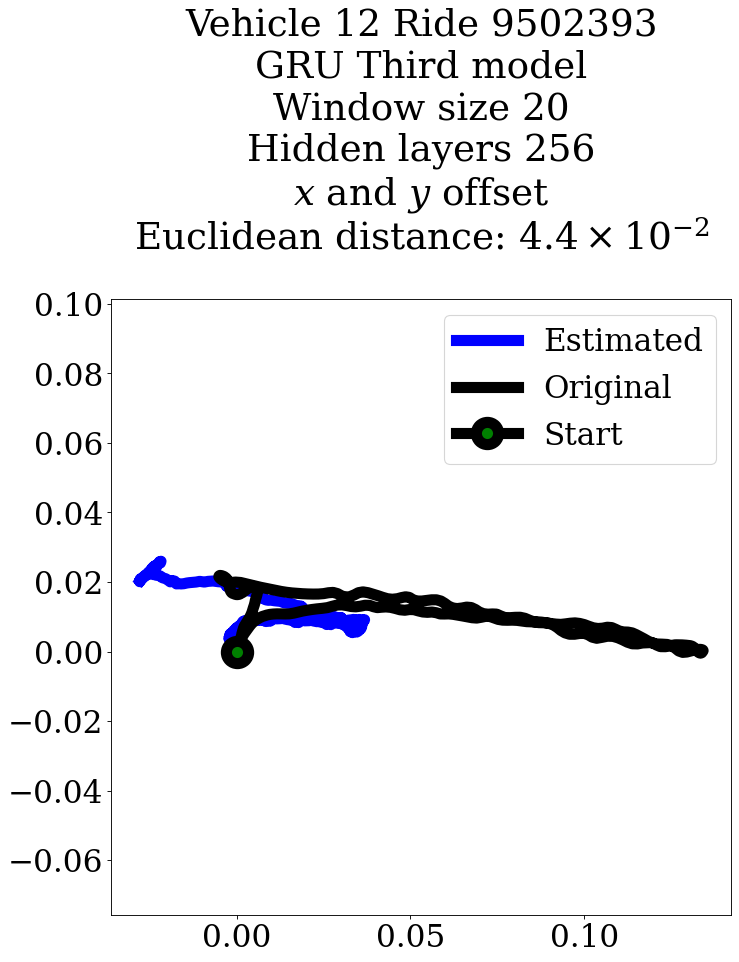 Vehicle 12 Ride 9502393
GRU Third model
Window size 20
Hidden layers 256
x and y offset
Euclidean distance: 4.4 × 10⁻²
Estimated
Original
Start
0.10
0.08
0.06
0.04
0.02
0.00
−0.02
−0.04
−0.06
0.00 0.05 0.10